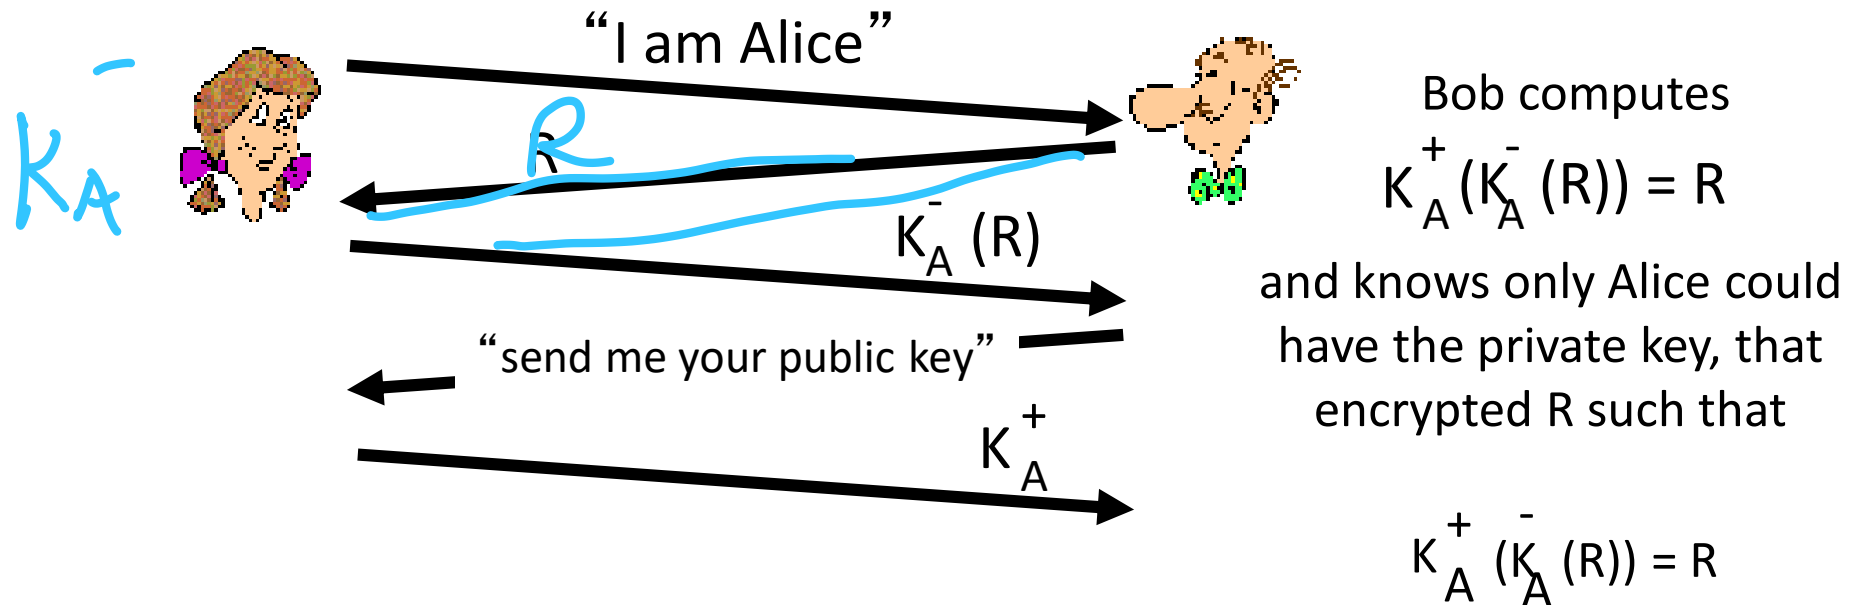 “I am Alice”
K_A^-
R
R
K_A^- (R)
“send me your public key”
K_A^+
Bob computes
K_A^+ (K_A^- (R)) = R
and knows only Alice could
have the private key, that
encrypted R such that
K_A^+ (K_A^- (R)) = R